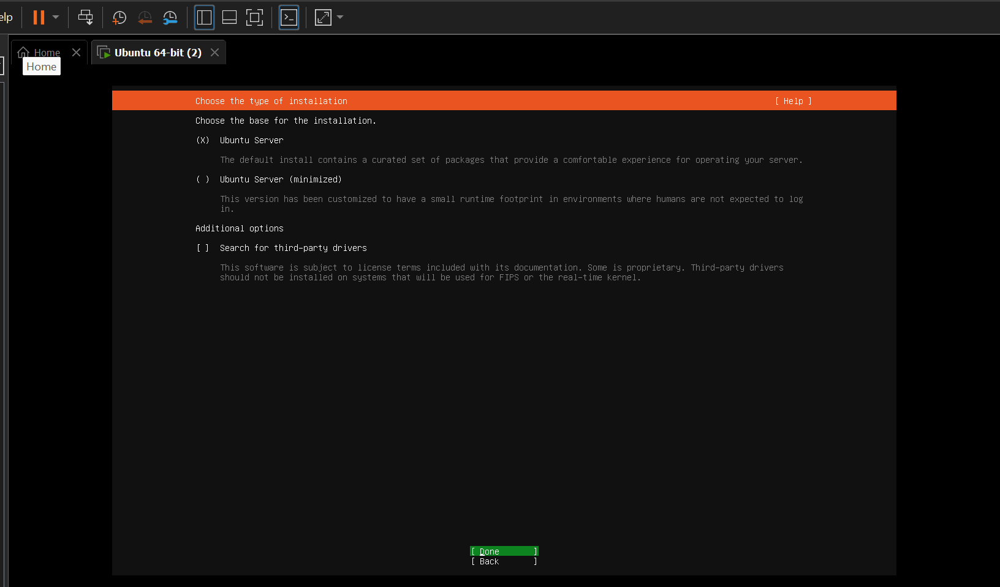 elp
Home
Ubuntu 64-bit (2)
Home
Choose the type of installation [ Help ]
Choose the base for the installation.
(X) Ubuntu Server
The default install contains a curated set of packages that provide a comfortable experience for operating your server.
( ) Ubuntu Server (minimized)
This version has been customized to have a small runtime footprint in environments where humans are not expected to log
in.
Additional options
[ ] Search for third-party drivers
This software is subject to license terms included with its documentation. Some is proprietary. Third-party drivers
should not be installed on systems that will be used for FIPS or the real-time kernel.
[ Done ]
[ Back ]